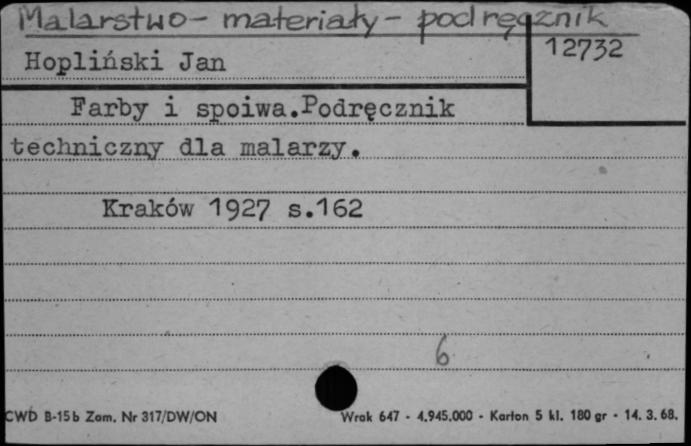 Malarstwo - materiały - podręcznik
12732
Hopliński Jan
Farby i spoiwa.Podręcznik
techniczny dla malarzy.
Kraków 1927 s.162
6
CWD B-15b Zam. Nr 317/DW/ON Wrak 647 - 4.945.000 - Karton 5 kl. 180 gr - 14. 3. 68.